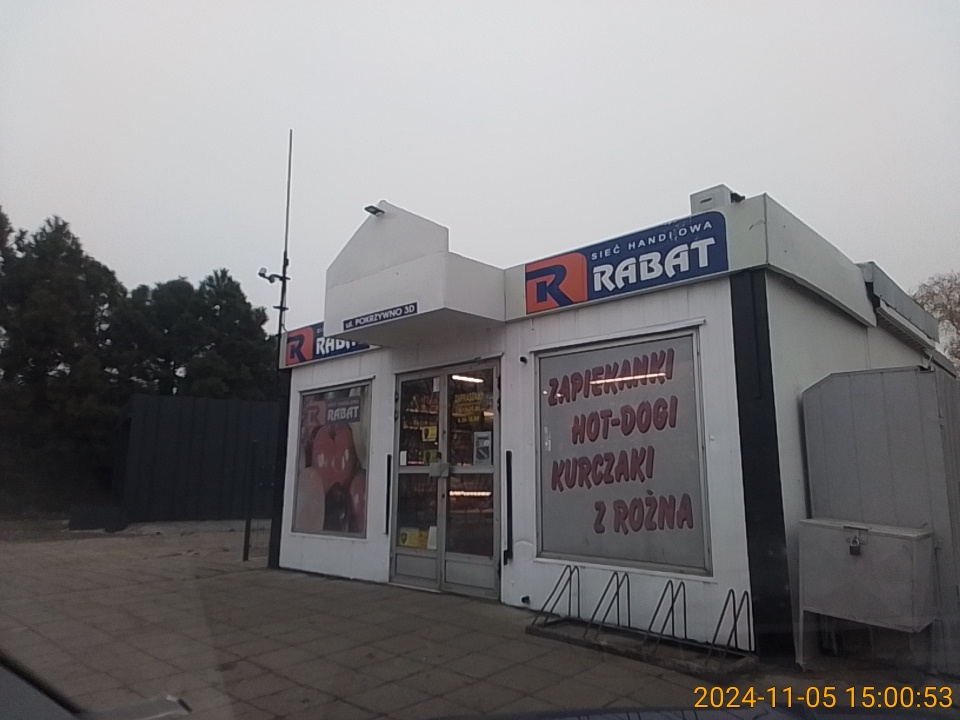 ul. POKRZYWNO 3D
R SIEĆ HANDLOWA
RABAT
R RABAT
R RABAT
ZAPRASZAMY
ZAPIEKANKI
HOT-DOGI
KURCZAKI
Z ROŻNA
2024-11-05 15:00:53